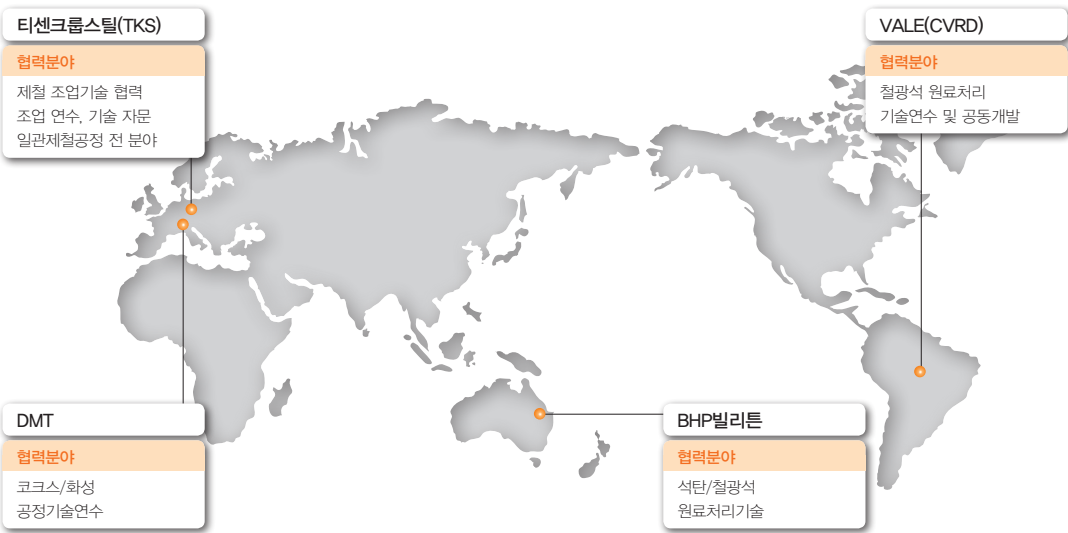 티센크룹스틸(TKS)
협력분야
제철 조업기술 협력
조업 연수, 기술 자문
일관제철공정 전 분야
VALE(CVRD)
협력분야
철광석 원료처리
기술연수 및 공동개발
DMT
협력분야
코크스/화성
공정기술연수
BHP빌리튼
협력분야
석탄/철광석
원료처리기술